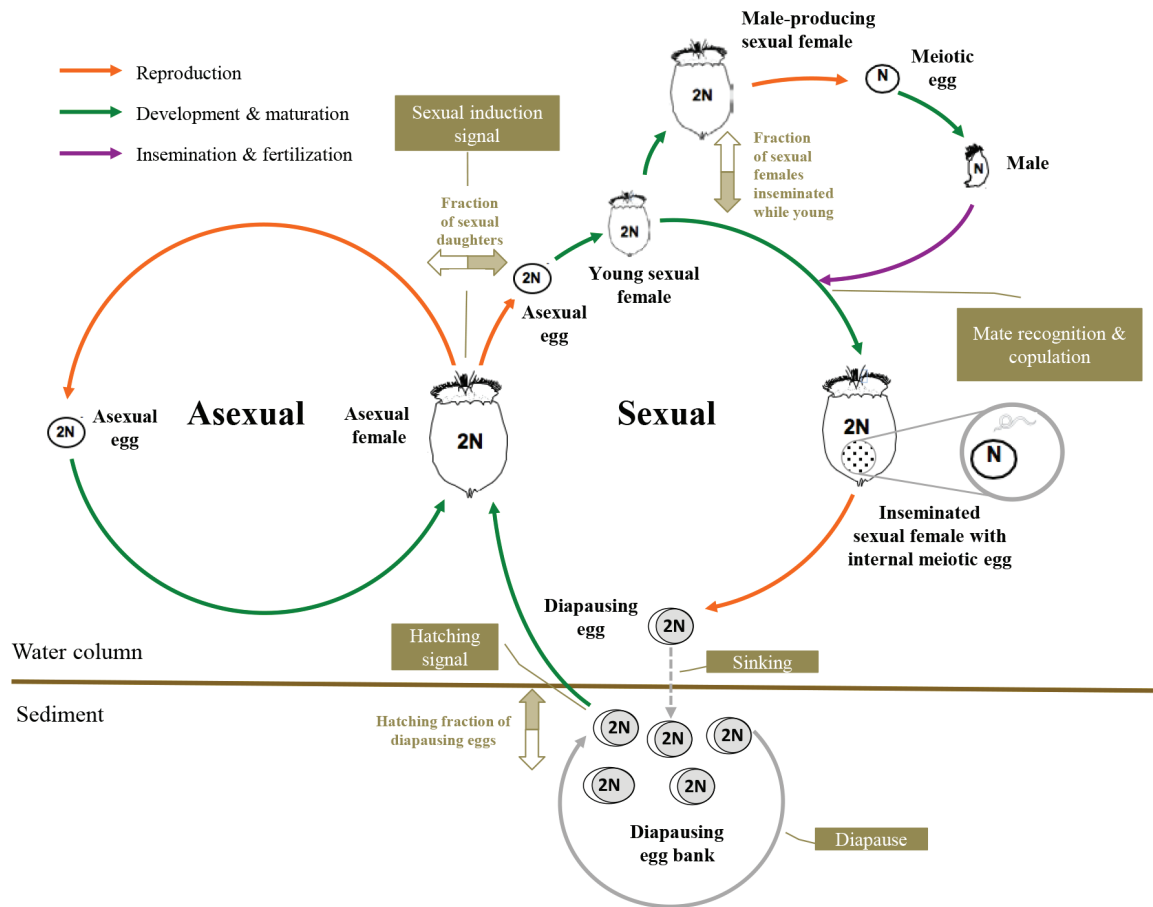 Reproduction
Development & maturation
Insemination & fertilization
Sexual induction
signal
Fraction
of sexual
daughters
Male-producing
sexual female
2N
Meiotic
egg
N
Fraction
of sexual
females
inseminated
while young
N
Male
2N
Young sexual
female
2N
Asexual
egg
Mate recognition &
copulation
2N
Asexual
egg
Asexual
Asexual
female
2N
Sexual
2N
N
Inseminated
sexual female with
internal meiotic egg
Diapausing
egg
2N
Hatching
signal
Sinking
Water column
Sediment
Hatching fraction of
diapausing eggs
2N
2N
2N
2N
2N
Diapausing
egg bank
Diapause